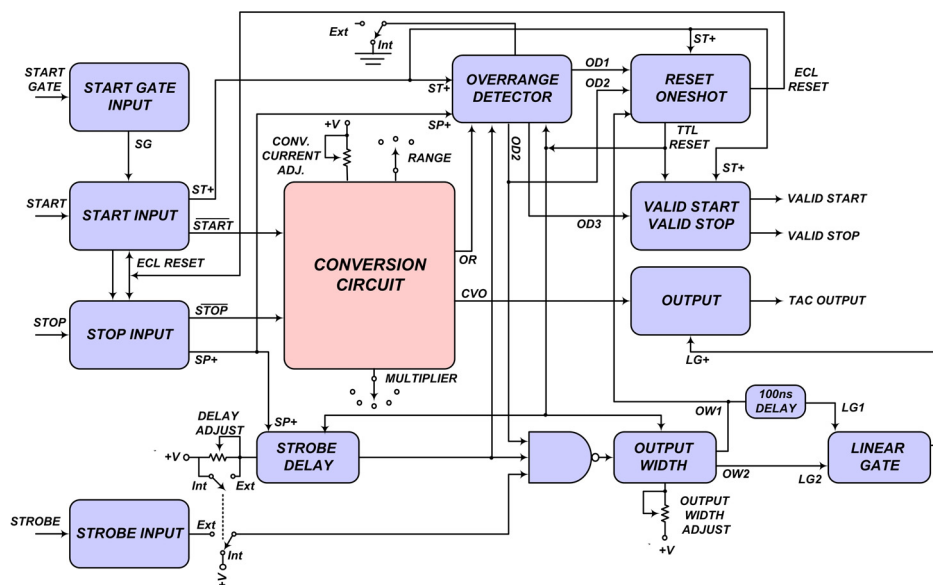 Ext
Int
START
GATE
START GATE
INPUT
SG
ST+
SP+
OVERRANGE
DETECTOR
OD1
OD2
ST+
RESET
ONESHOT
ECL
RESET
+V
CONV.
CURRENT
ADJ.
RANGE
OD2
TTL
RESET
ST+
START
START INPUT
ST+
START
ECL RESET
CONVERSION
CIRCUIT
OR
CVO
OD3
VALID START
VALID STOP
VALID START
VALID STOP
STOP
STOP INPUT
STOP
SP+
OUTPUT
TAC OUTPUT
LG+
MULTIPLIER
SP+
DELAY
ADJUST
+V
Int
Ext
STROBE
DELAY
OUTPUT
WIDTH
OW1
OW2
100ns
DELAY
LG1
LG2
LINEAR
GATE
OUTPUT
WIDTH
ADJUST
+V
STROBE
STROBE INPUT
Ext
Int
+V